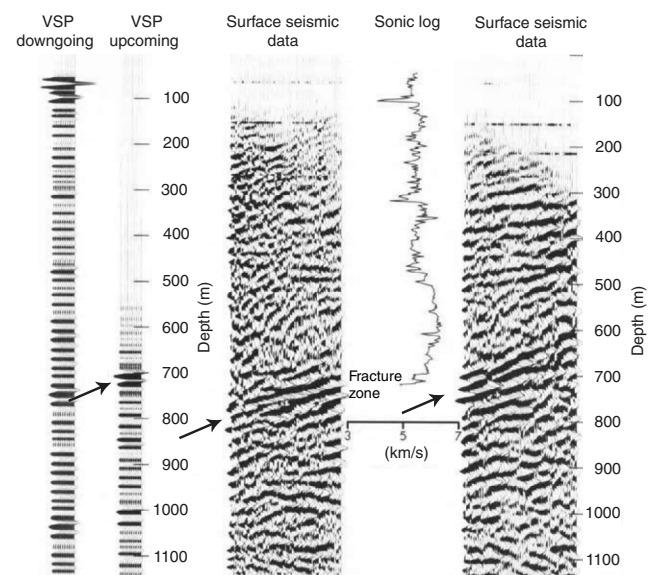 VSP
downgoing
VSP
upcoming
Surface seismic
data
Sonic log
Surface seismic
data
100
200
300
400
500
600
700
800
900
1000
1100
Depth (m)
Fracture
zone
3 5 7
(km/s)
100
200
300
400
500
600
700
800
900
1000
1100
Depth (m)